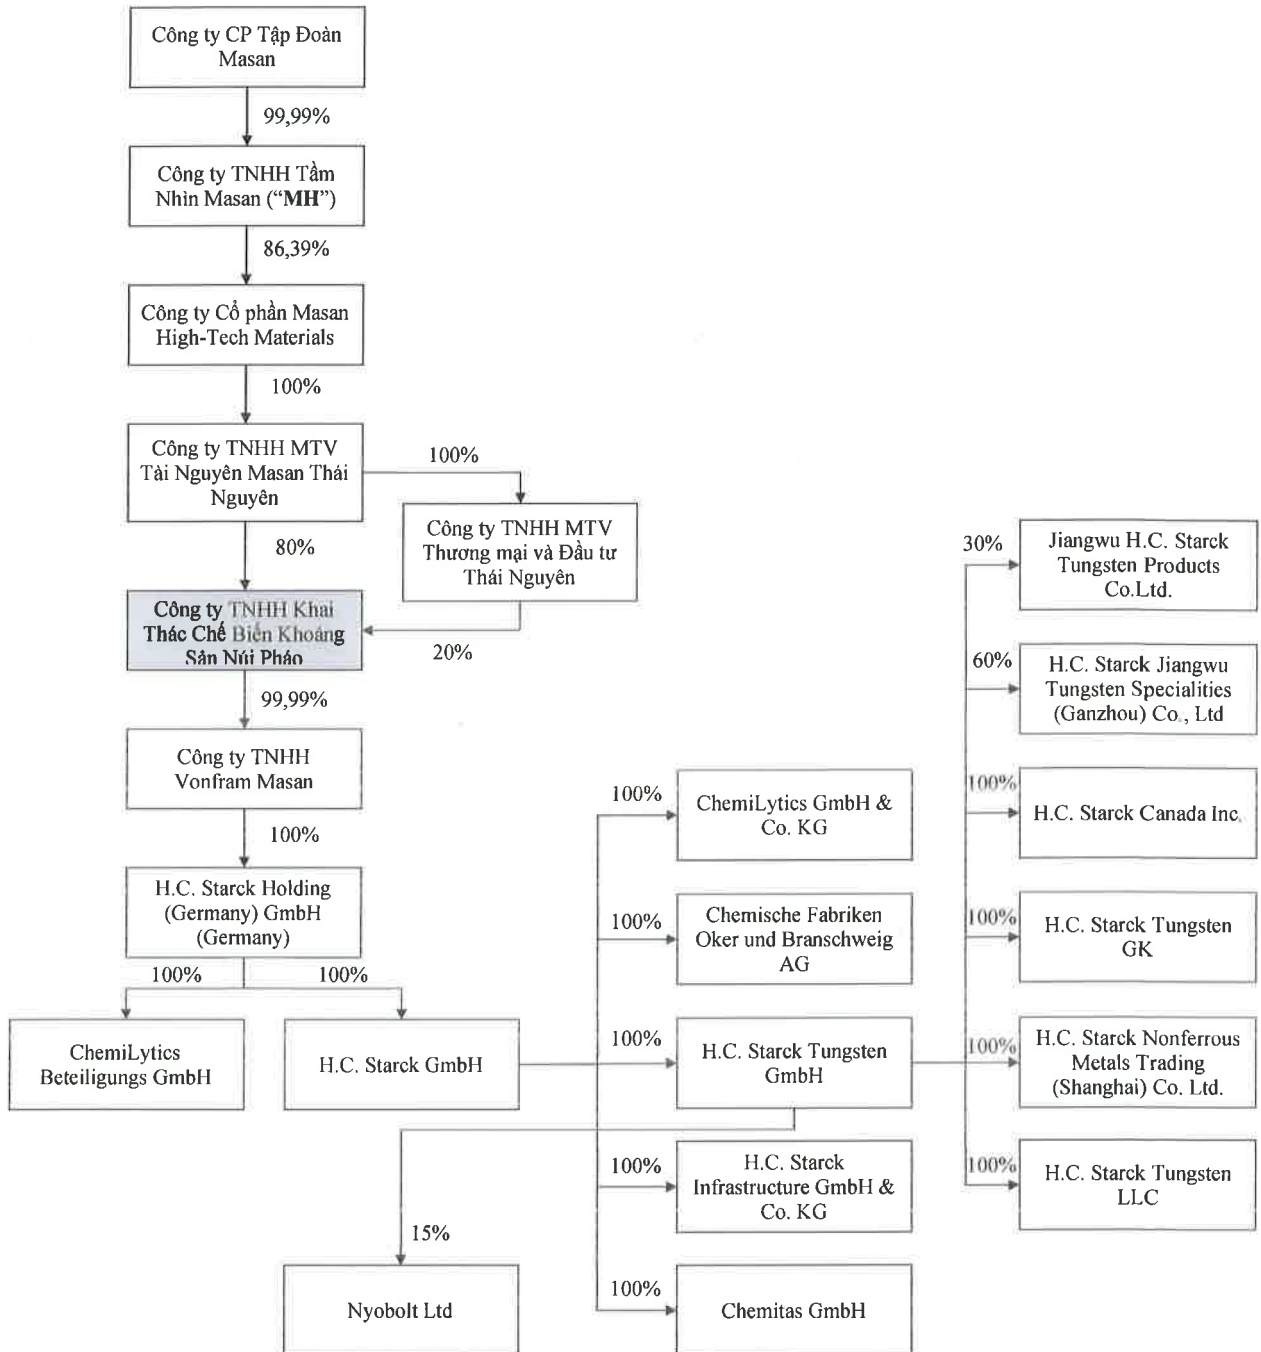 Công ty CP Tập Đoàn
Masan
99,99%
Công ty TNHH Tầm
Nhìn Masan (“MH”)
86,39%
Công ty Cổ phần Masan
High-Tech Materials
100%
Công ty TNHH MTV
Tài Nguyên Masan Thái
Nguyên
100%
Công ty TNHH MTV
Thương mại và Đầu tư
Thái Nguyên
80%
20%
Công ty TNHH Khai
Thác Chế Biến Khoáng
Sản Núi Pháo
99,99%
Công ty TNHH
Vonfram Masan
100%
H.C. Starck Holding
(Germany) GmbH
(Germany)
100%
100%
ChemiLytics
Beteiligungs GmbH
H.C. Starck GmbH
100%
ChemiLytics GmbH &
Co. KG
100%
Chemische Fabriken
Oker und Branschweig
AG
100%
H.C. Starck Tungsten
GmbH
100%
H.C. Starck
Infrastructure GmbH &
Co. KG
100%
Chemitas GmbH
15%
Nyobolt Ltd
30%
Jiangwu H.C. Starck
Tungsten Products
Co.Ltd.
60%
H.C. Starck Jiangwu
Tungsten Specialities
(Ganzhou) Co., Ltd
100%
H.C. Starck Canada Inc.
100%
H.C. Starck Tungsten
GK
100%
H.C. Starck Nonferrous
Metals Trading
(Shanghai) Co. Ltd.
100%
H.C. Starck Tungsten
LLC